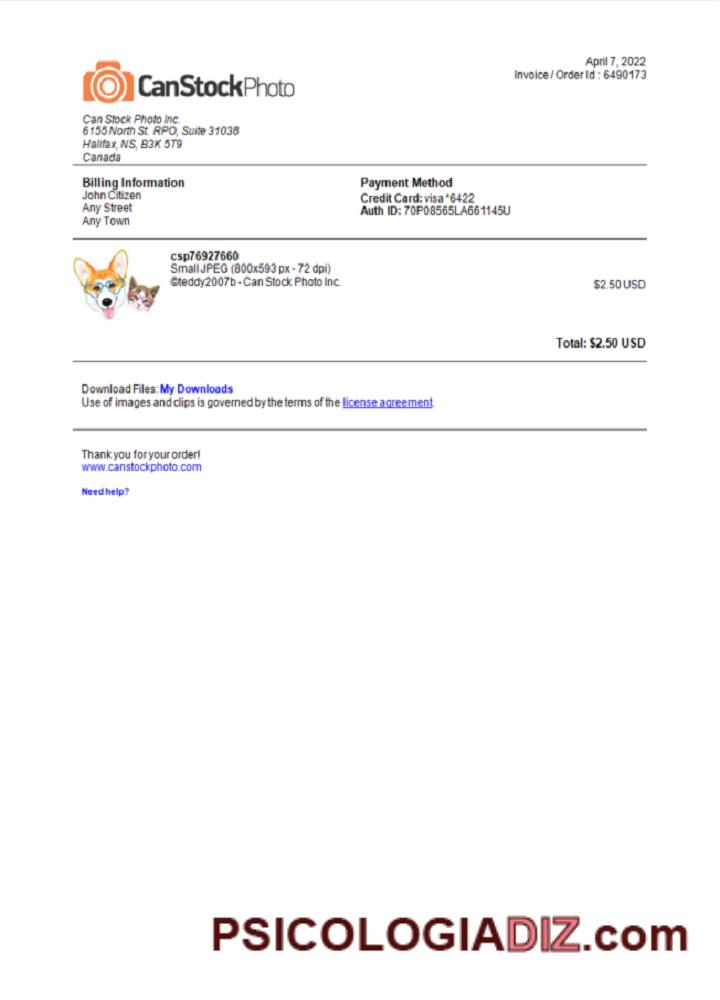 April 7, 2022
Invoice / Order Id : 6490173
CanStockPhoto
Can Stock Photo Inc.
6155 North St. RPO, Suite 31038
Halifax, NS, B3K 5T9
Canada
Billing Information
John Citizen
Any Street
Any Town
Payment Method
Credit Card: visa *6422
Auth ID: 70P08565LA661145U
csp76927660
Small JPEG (800x593 px - 72 dpi)
©teddy2007b - Can Stock Photo Inc.
$2.50 USD
Total: $2.50 USD
Download Files: My Downloads
Use of images and clips is governed by the terms of the license agreement.
Thank you for your order!
www.canstockphoto.com
Need help?
PSICOLOGIADIZ.com